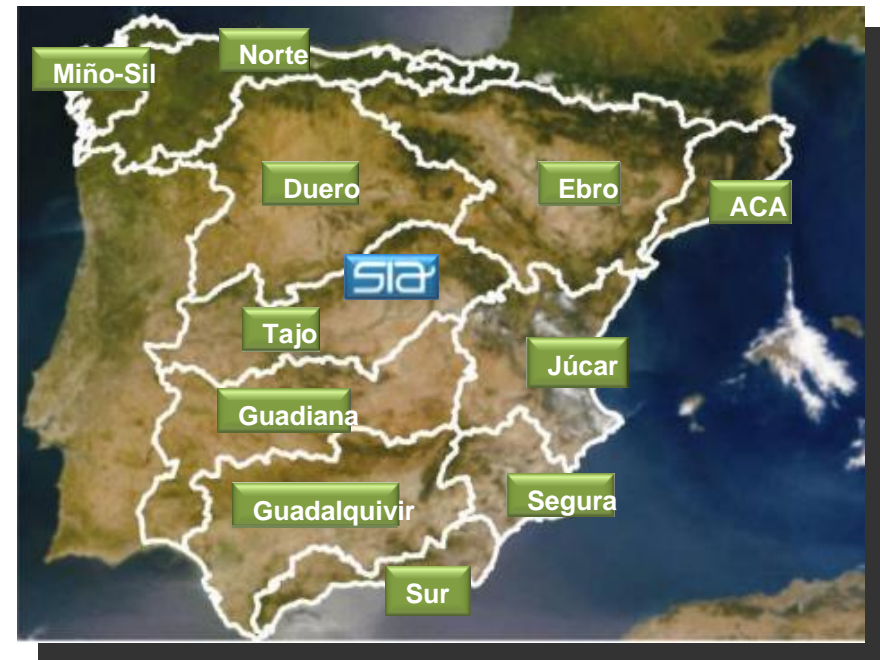 Norte
Miño-Sil
Duero
Ebro
ACA
sia
Tajo
Júcar
Guadiana
Segura
Guadalquivir
Sur